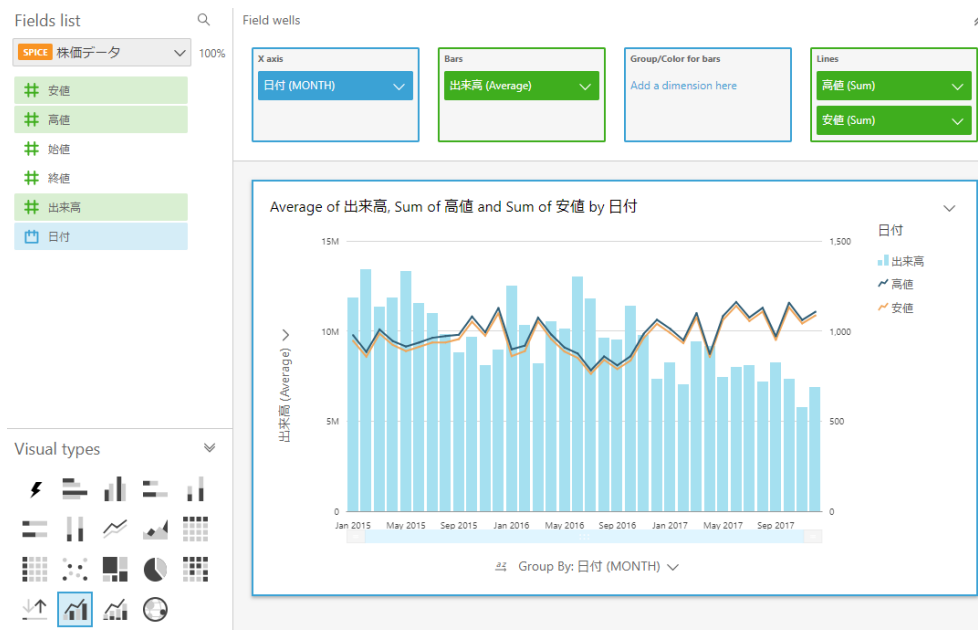 Fields list
SPICE 株価データ 100%
安値
高値
始値
終値
出来高
日付
Visual types
Field wells
X axis
日付 (MONTH)
Bars
出来高 (Average)
Group/Color for bars
Add a dimension here
Lines
高値 (Sum)
安値 (Sum)
Average of 出来高, Sum of 高値 and Sum of 安値 by 日付
15M
10M
5M
0
出来高 (Average)
1,500
1,000
500
0
Jan 2015 May 2015 Sep 2015 Jan 2016 May 2016 Sep 2016 Jan 2017 May 2017 Sep 2017
Group By: 日付 (MONTH)
日付
出来高
高値
安値